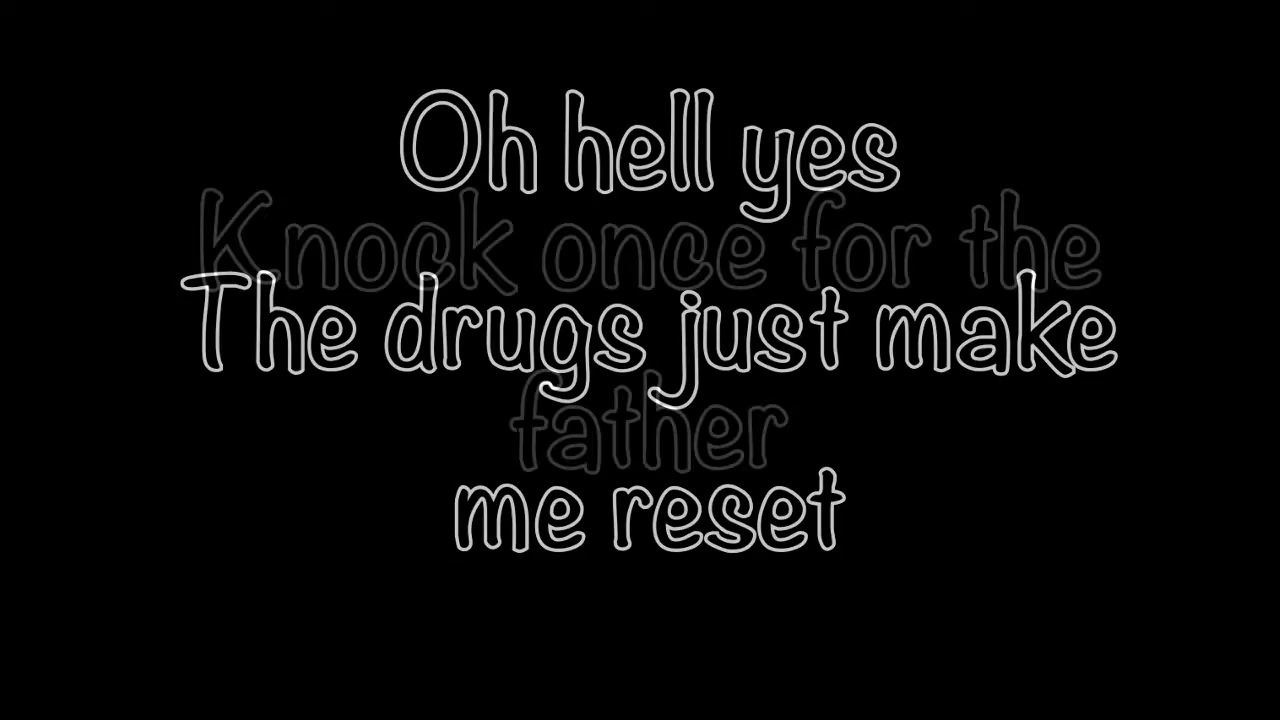 Oh hell yes
Knock once for the
The drugs just make
father
me reset